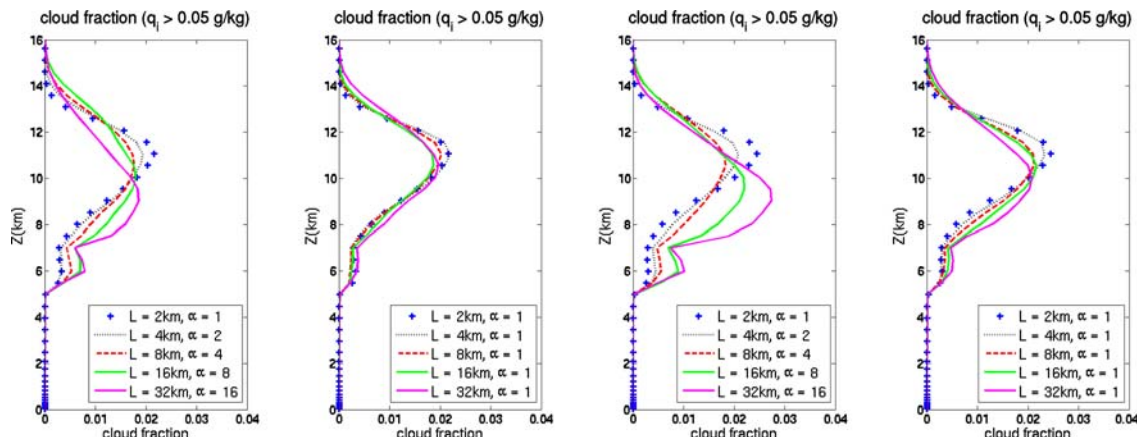 cloud fraction (qi > 0.05 g/kg)
16
14
12
10
8
6
4
2
0
Z(km)
L = 2km, α = 1
L = 4km, α = 2
L = 8km, α = 4
L = 16km, α = 8
L = 32km, α = 16
0 0.01 0.02 0.03 0.04
cloud fraction
cloud fraction (qi > 0.05 g/kg)
16
14
12
10
8
6
4
2
0
Z(km)
L = 2km, α = 1
L = 4km, α = 1
L = 8km, α = 1
L = 16km, α = 1
L = 32km, α = 1
0 0.01 0.02 0.03 0.04
cloud fraction
cloud fraction (qi > 0.05 g/kg)
16
14
12
10
8
6
4
2
0
Z(km)
L = 2km, α = 1
L = 4km, α = 2
L = 8km, α = 4
L = 16km, α = 8
L = 32km, α = 16
0 0.01 0.02 0.03 0.04
cloud fraction
cloud fraction (qi > 0.05 g/kg)
16
14
12
10
8
6
4
2
0
Z(km)
L = 2km, α = 1
L = 4km, α = 1
L = 8km, α = 1
L = 16km, α = 1
L = 32km, α = 1
0 0.01 0.02 0.03 0.04
cloud fraction